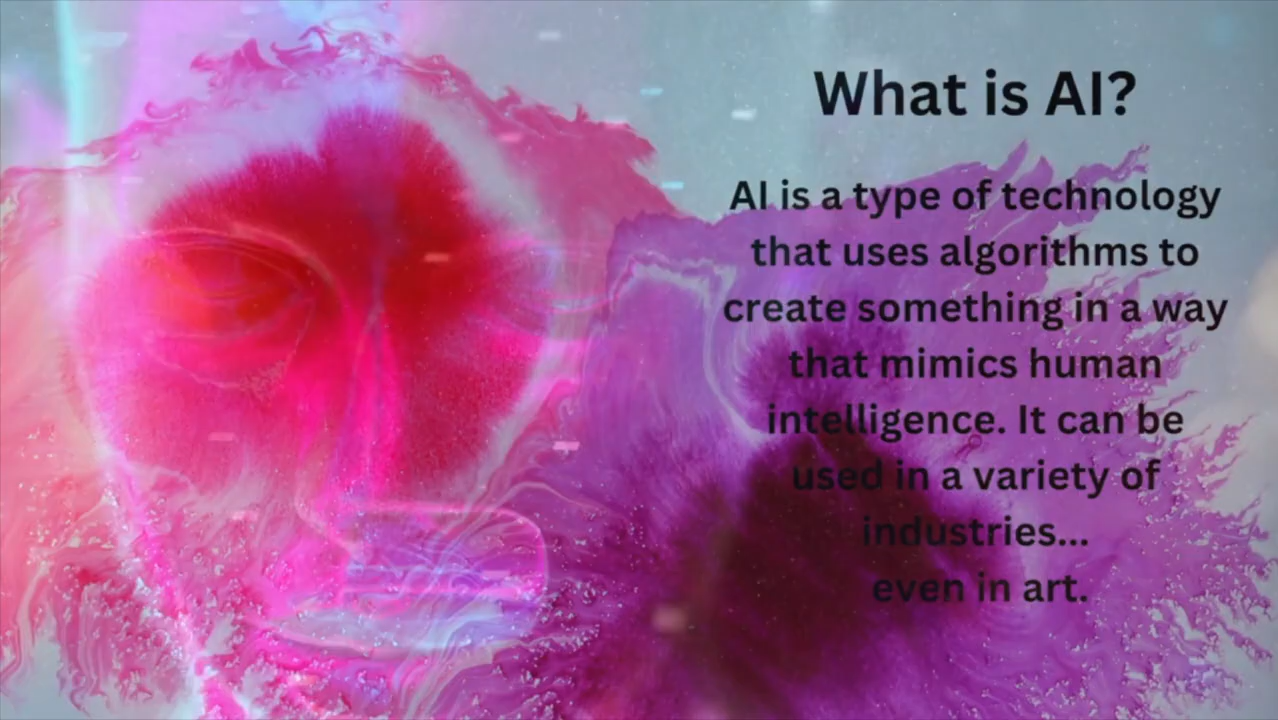 What is AI?
AI is a type of technology
that uses algorithms to
create something in a way
that mimics human
intelligence. It can be
used in a variety of
industries...
even in art.